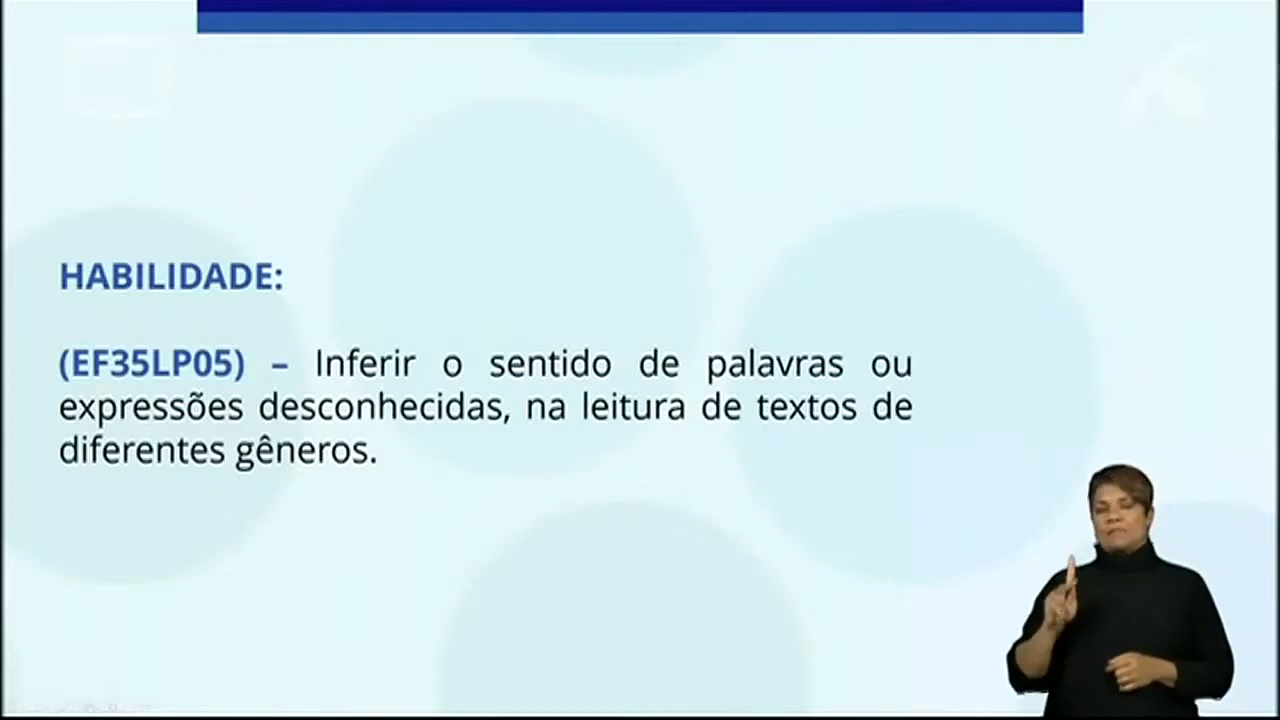 HABILIDADE:
(EF35LP05) – Inferir o sentido de palavras ou
expressões desconhecidas, na leitura de textos de
diferentes gêneros.